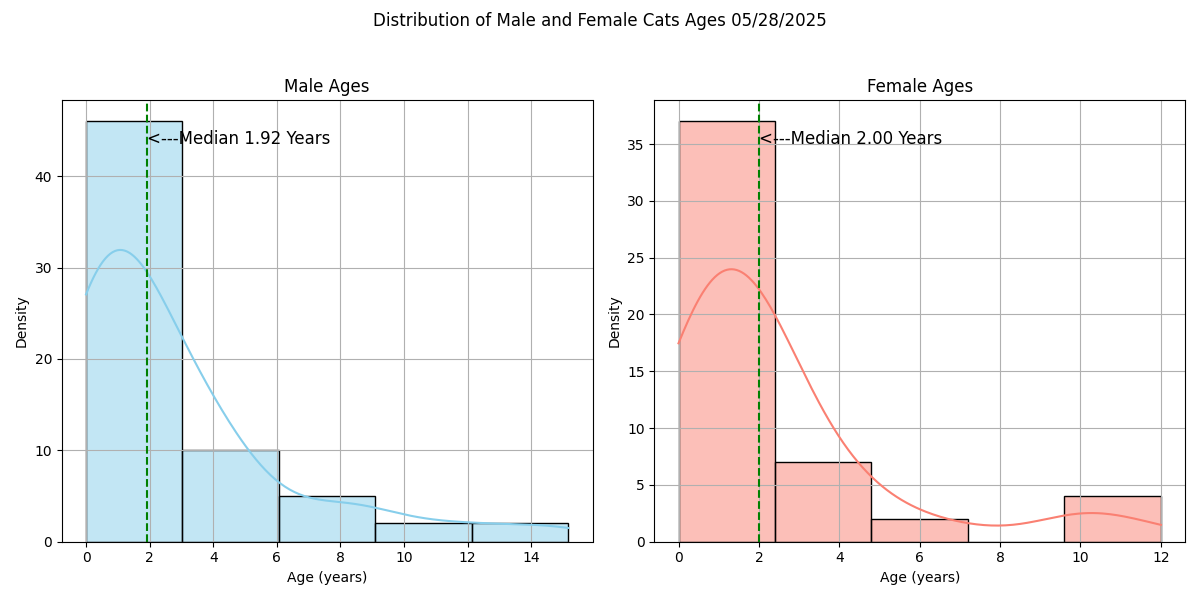 Distribution of Male and Female Cats Ages 05/28/2025
Male Ages
<---Median 1.92 Years
40
30
20
10
0
Density
0 2 4 6 8 10 12 14
Age (years)
Female Ages
<---Median 2.00 Years
35
30
25
20
15
10
5
0
Density
0 2 4 6 8 10 12
Age (years)